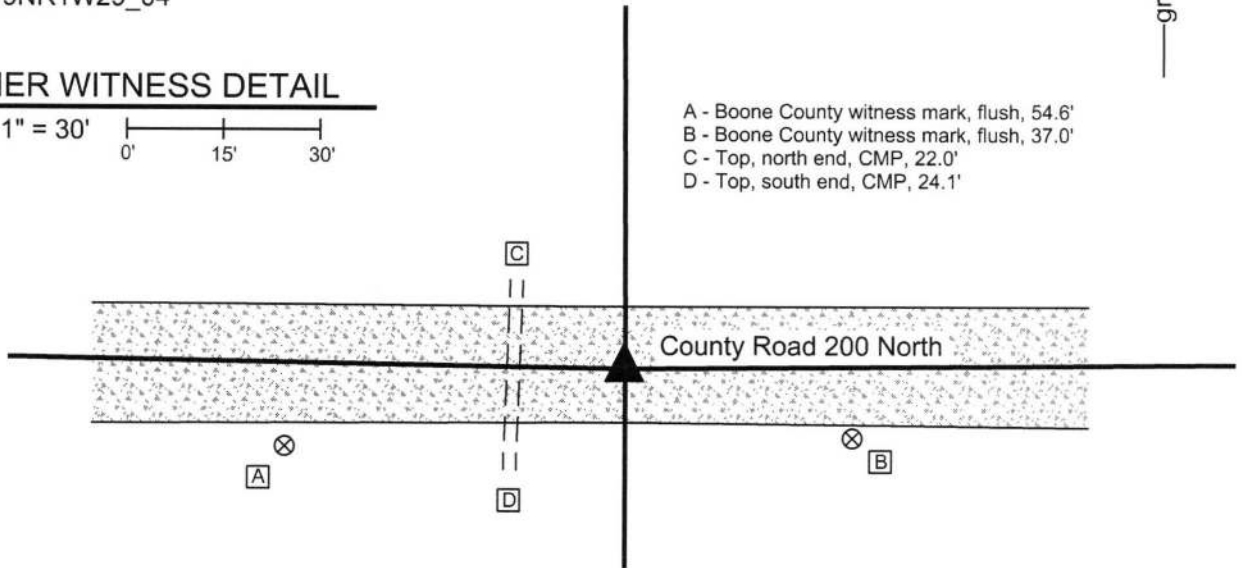 WITNESS DETAIL
1" = 30'
0' 15' 30'
A - Boone County witness mark, flush, 54.6'
B - Boone County witness mark, flush, 37.0'
C - Top, north end, CMP, 22.0'
D - Top, south end, CMP, 24.1'
C
County Road 200 North
A
B
D